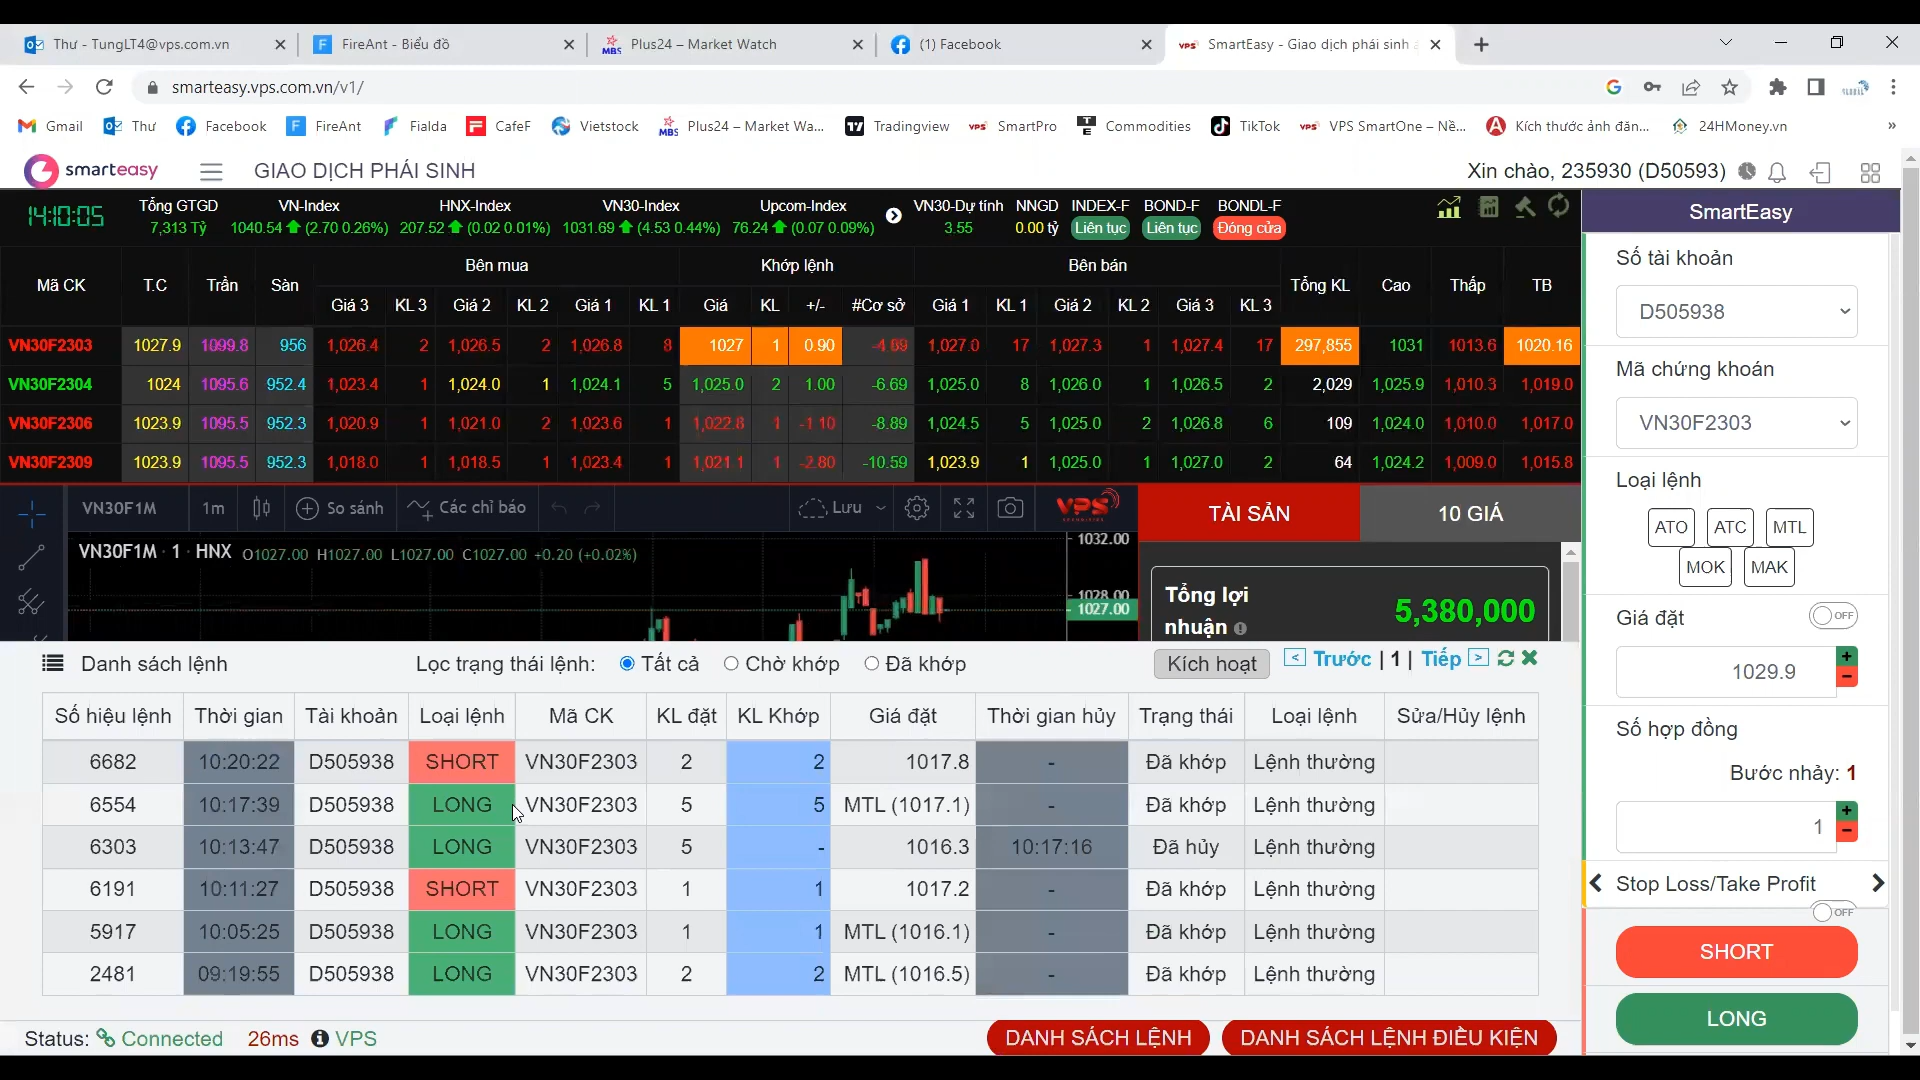 Thư - TungLT4@vps.com.vn
FireAnt - Biểu đồ
Plus24 – Market Watch
(1) Facebook
SmartEasy - Giao dịch phái sinh
smarteasy.vps.com.vn/v1/
Gmail Thư Facebook FireAnt Fialda CafeF Vietstock Plus24 – Market Wa... Tradingview SmartPro Commodities TikTok VPS SmartOne – Nề... Kích thước ảnh đăn... 24HMoney.vn
smarteasy GIAO DỊCH PHÁI SINH Xin chào, 235930 (D50593)
14:10:05
Tổng GTGD VN-Index HNX-Index VN30-Index Upcom-Index VN30-Dự tính NNGD INDEX-F BOND-F BONDL-F
7,313 Tỷ 1040.54 (2.70 0.26%) 207.52 (0.02 0.01%) 1031.69 (4.53 0.44%) 76.24 (0.07 0.09%) 3.55 0.00 tỷ Liên tục Liên tục Đóng cửa
Mã CK T.C Trần Sàn Bên mua Khớp lệnh Bên bán Tổng KL Cao Thấp TB
Giá 3 KL 3 Giá 2 KL 2 Giá 1 KL 1 Giá KL +/- #Cơ sở Giá 1 KL 1 Giá 2 KL 2 Giá 3 KL 3
VN30F2303 1027.9 1099.8 956 1,026.4 2 1,026.5 2 1,026.8 8 1027 1 0.90 -4.69 1,027.0 17 1,027.3 1 1,027.4 17 297,855 1031 1013.6 1020.16
VN30F2304 1024 1095.6 952.4 1,023.4 1 1,024.0 1 1,024.1 5 1,025.0 2 1.00 -6.69 1,025.0 8 1,026.0 1 1,026.5 2 2,029 1,025.9 1,010.3 1,019.0
VN30F2306 1023.9 1095.5 952.3 1,020.9 1 1,021.0 2 1,023.6 1 1,022.8 1 -1.10 -8.89 1,024.5 5 1,025.0 2 1,026.8 6 109 1,024.0 1,010.0 1,017.0
VN30F2309 1023.9 1095.5 952.3 1,018.0 1 1,018.5 1 1,023.4 1 1,021.1 1 -2.80 -10.59 1,023.9 1 1,025.0 1 1,027.0 2 64 1,024.2 1,009.0 1,015.8
VN30F1M 1m So sánh Các chỉ báo Lưu VPS
VN30F1M · 1 · HNX O1027.00 H1027.00 L1027.00 C1027.00 +0.20 (+0.02%)
1032.00
1028.00
1027.00
TÀI SẢN 10 GIÁ
Tổng lợi
nhuận 5,380,000
Danh sách lệnh Lọc trạng thái lệnh: Tất cả Chờ khớp Đã khớp Kích hoạt < Trước | 1 | Tiếp >
Số hiệu lệnh Thời gian Tài khoản Loại lệnh Mã CK KL đặt KL Khớp Giá đặt Thời gian hủy Trạng thái Loại lệnh Sửa/Hủy lệnh
6682 10:20:22 D505938 SHORT VN30F2303 2 2 1017.8 - Đã khớp Lệnh thường
6554 10:17:39 D505938 LONG VN30F2303 5 5 MTL (1017.1) - Đã khớp Lệnh thường
6303 10:13:47 D505938 LONG VN30F2303 5 - 1016.3 10:17:16 Đã hủy Lệnh thường
6191 10:11:27 D505938 SHORT VN30F2303 1 1 1017.2 - Đã khớp Lệnh thường
5917 10:05:25 D505938 LONG VN30F2303 1 1 MTL (1016.1) - Đã khớp Lệnh thường
2481 09:19:55 D505938 LONG VN30F2303 2 2 MTL (1016.5) - Đã khớp Lệnh thường
Status: Connected 26ms VPS DANH SÁCH LỆNH DANH SÁCH LỆNH ĐIỀU KIỆN
SmartEasy
Số tài khoản
D505938
Mã chứng khoán
VN30F2303
Loại lệnh
ATO ATC MTL
MOK MAK
Giá đặt OFF
1029.9
Số hợp đồng
Bước nhảy: 1
1
Stop Loss/Take Profit
OFF
SHORT
LONG